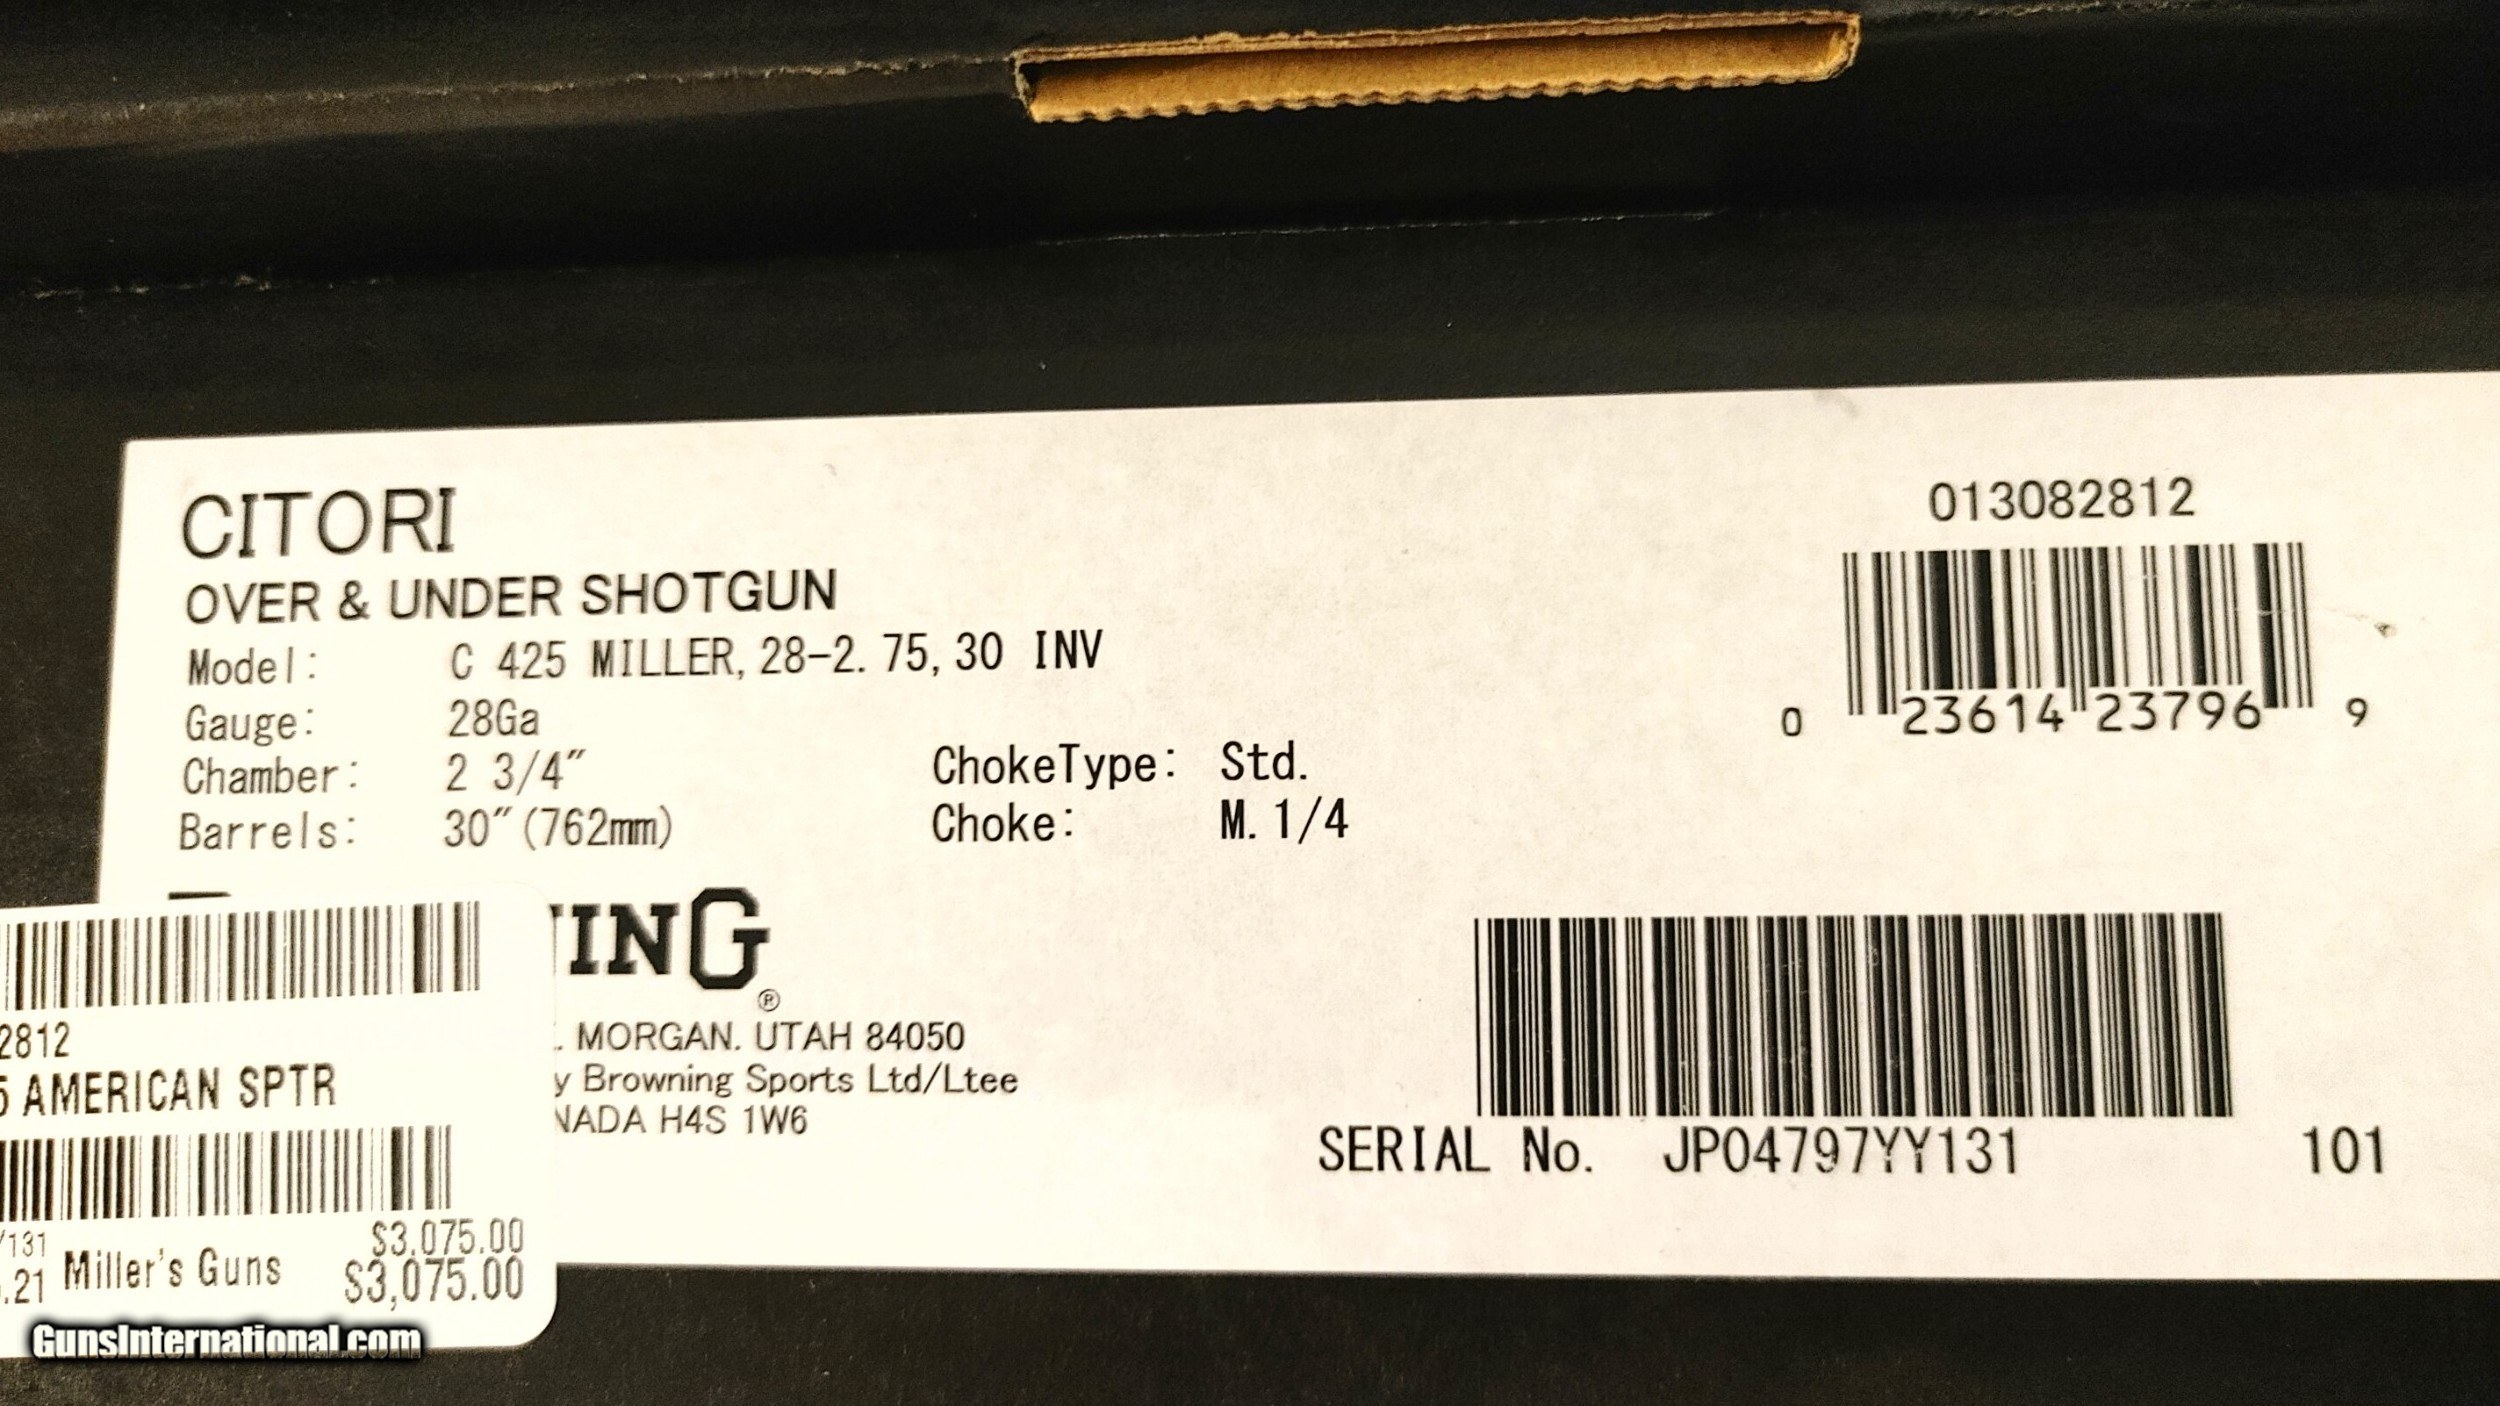 CITORI
OVER & UNDER SHOTGUN
Model: C 425 MILLER, 28-2.75, 30 INV
Gauge: 28Ga
Chamber: 2 3/4"
Barrels: 30"(762mm)
ChokeType: Std.
Choke: M.1/4
013082812
0 23614 23796 9
ING
®
MORGAN. UTAH 84050
y Browning Sports Ltd/Ltee
NADA H4S 1W6
SERIAL No. JP04797YY131 101
2812
5 AMERICAN SPTR
/131 $3,075.00
.21 Miller's Guns $3,075.00
GunsInternational.com